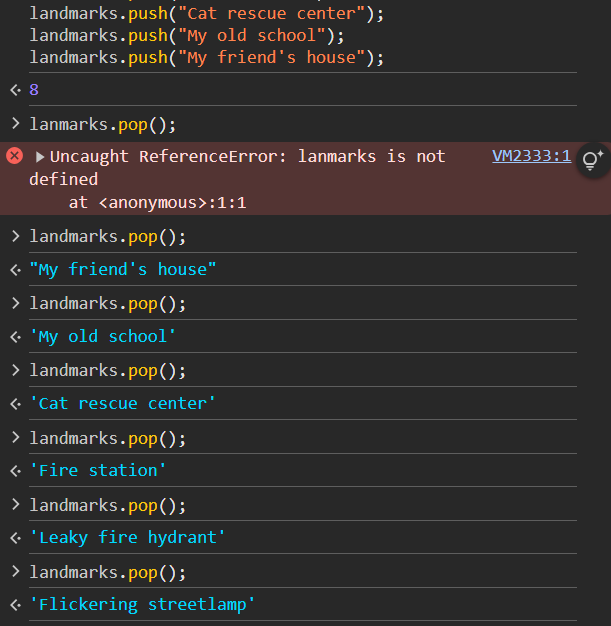 landmarks.push("Cat rescue center");
landmarks.push("My old school");
landmarks.push("My friend's house");
8
lanmarks.pop();
Uncaught ReferenceError: lanmarks is not VM2333:1
defined
at <anonymous>:1:1
landmarks.pop();
"My friend's house"
landmarks.pop();
'My old school'
landmarks.pop();
'Cat rescue center'
landmarks.pop();
'Fire station'
landmarks.pop();
'Leaky fire hydrant'
landmarks.pop();
'Flickering streetlamp'